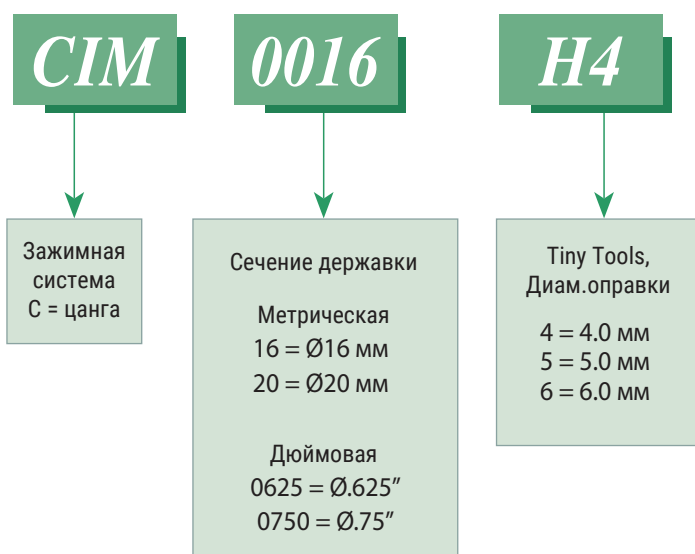 CIM 0016 H4
Зажимная
система
С = цанга
Сечение державки
Метрическая
16 = Ø16 мм
20 = Ø20 мм
Дюймовая
0625 = Ø.625″
0750 = Ø.75″
Tiny Tools,
Диам.оправки
4 = 4.0 мм
5 = 5.0 мм
6 = 6.0 мм